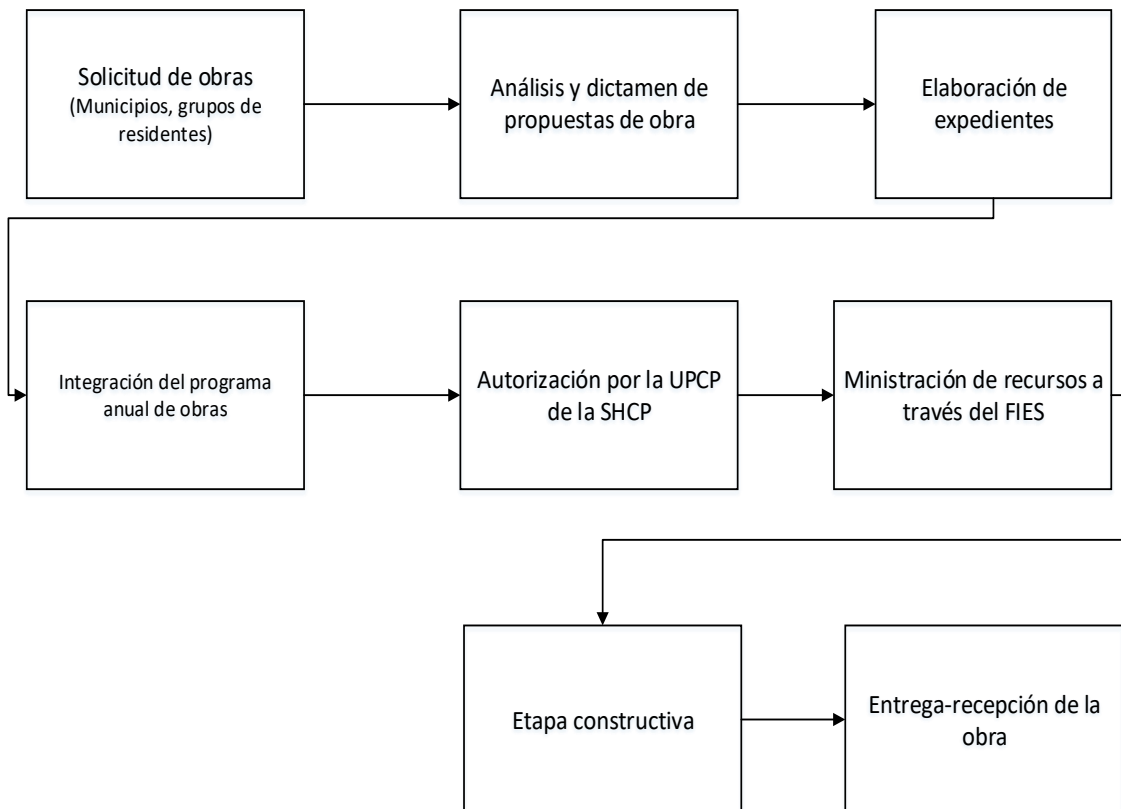 Solicitud de obras
(Municipios, grupos de
residentes)
Análisis y dictamen de
propuestas de obra
Elaboración de
expedientes
Integración del programa
anual de obras
Autorización por la UPCP
de la SHCP
Ministración de recursos a
través del FIES
Etapa constructiva
Entrega-recepción de la
obra